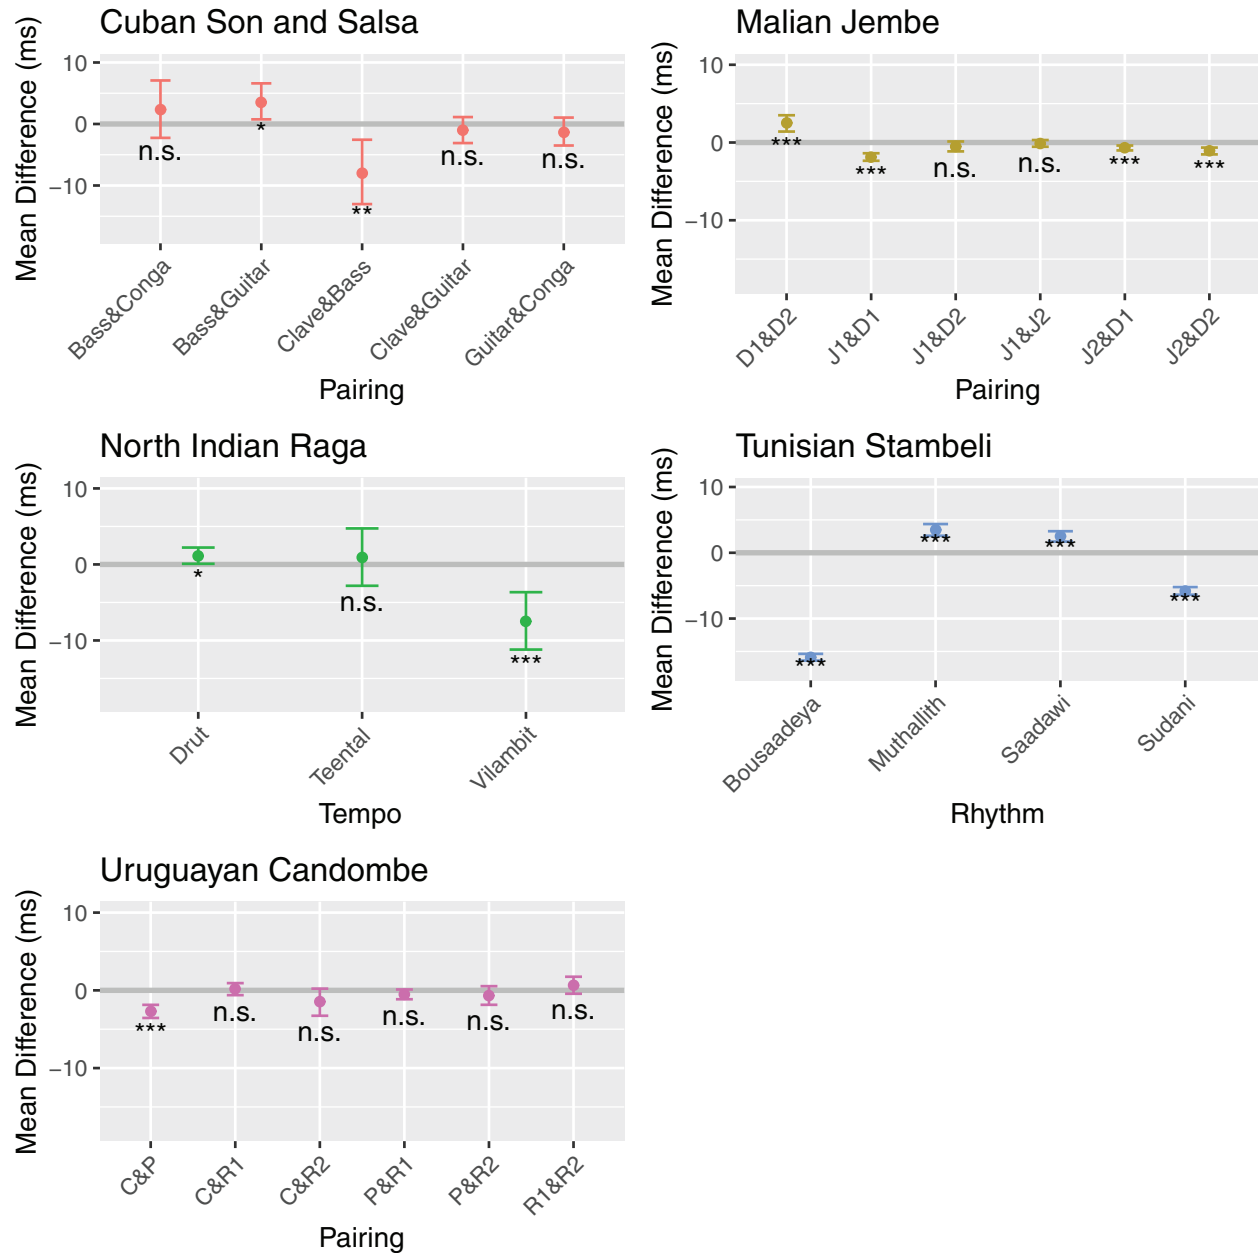 Cuban Son and Salsa
Mean Difference (ms)
10
0
−10
n.s.
*
**
n.s.
n.s.
Bass&Conga
Bass&Guitar
Clave&Bass
Clave&Guitar
Guitar&Conga
Pairing
Malian Jembe
Mean Difference (ms)
10
0
−10
***
***
n.s.
n.s.
***
***
D1&D2
J1&D1
J1&D2
J1&J2
J2&D1
J2&D2
Pairing
North Indian Raga
Mean Difference (ms)
10
0
−10
*
n.s.
***
Drut
Teental
Vilambit
Tempo
Tunisian Stambeli
Mean Difference (ms)
10
0
−10
***
***
***
***
Bousaadeya
Muthallith
Saadawi
Sudani
Rhythm
Uruguayan Candombe
Mean Difference (ms)
10
0
−10
***
n.s.
n.s.
n.s.
n.s.
n.s.
C&P
C&R1
C&R2
P&R1
P&R2
R1&R2
Pairing